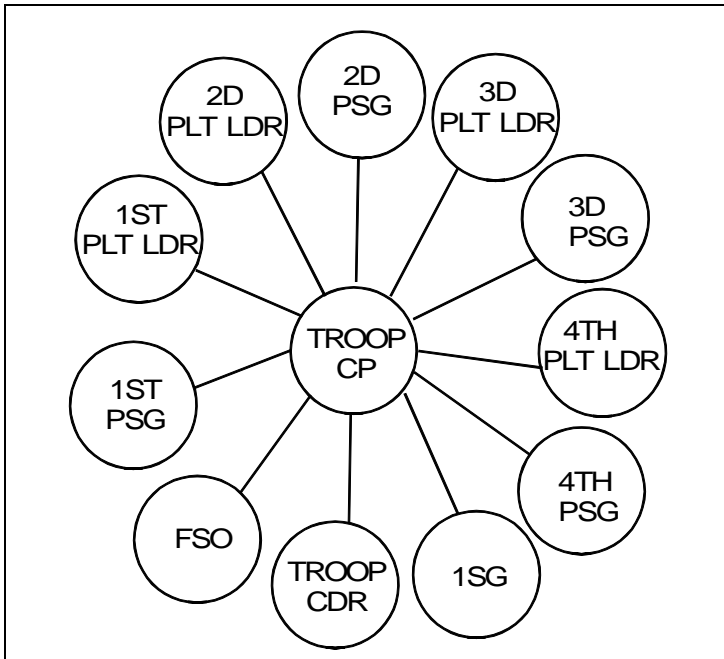 2D
PLT LDR
2D
PSG
3D
PLT LDR
1ST
PLT LDR
3D
PSG
TROOP
CP
4TH
PLT LDR
1ST
PSG
4TH
PSG
FSO
TROOP
CDR
1SG